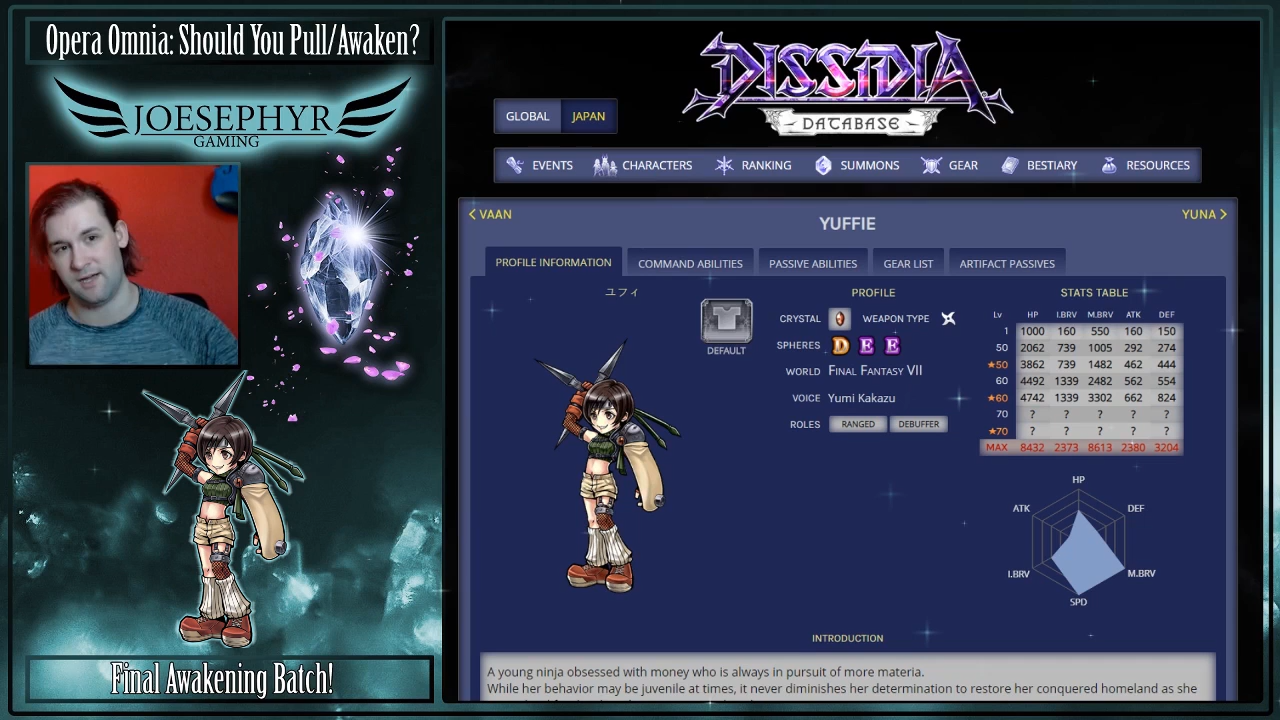 Opera Omnia: Should You Pull/Awaken?
JOESEPHYR
GAMING
Final Awakening Batch!
DISSIDIA
DATABASE
GLOBAL JAPAN
EVENTS CHARACTERS RANKING SUMMONS GEAR BESTIARY RESOURCES
< VAAN YUFFIE YUNA >
PROFILE INFORMATION COMMAND ABILITIES PASSIVE ABILITIES GEAR LIST ARTIFACT PASSIVES
ユフィ
DEFAULT
PROFILE
CRYSTAL WEAPON TYPE
SPHERES D E E
WORLD FINAL FANTASY VII
VOICE Yumi Kakazu
ROLES RANGED DEBUFFER
STATS TABLE
Lv HP I.BRV M.BRV ATK DEF
1 1000 160 550 160 150
50 2062 739 1005 292 274
★50 3862 739 1482 462 444
60 4492 1339 2482 562 554
★60 4742 1339 3302 662 824
70 ? ? ? ? ?
★70 ? ? ? ? ?
MAX 8432 2373 8613 2380 3204
HP
ATK DEF
I.BRV M.BRV
SPD
INTRODUCTION
A young ninja obsessed with money who is always in pursuit of more materia.
While her behavior may be juvenile at times, it never diminishes her determination to restore her conquered homeland as she